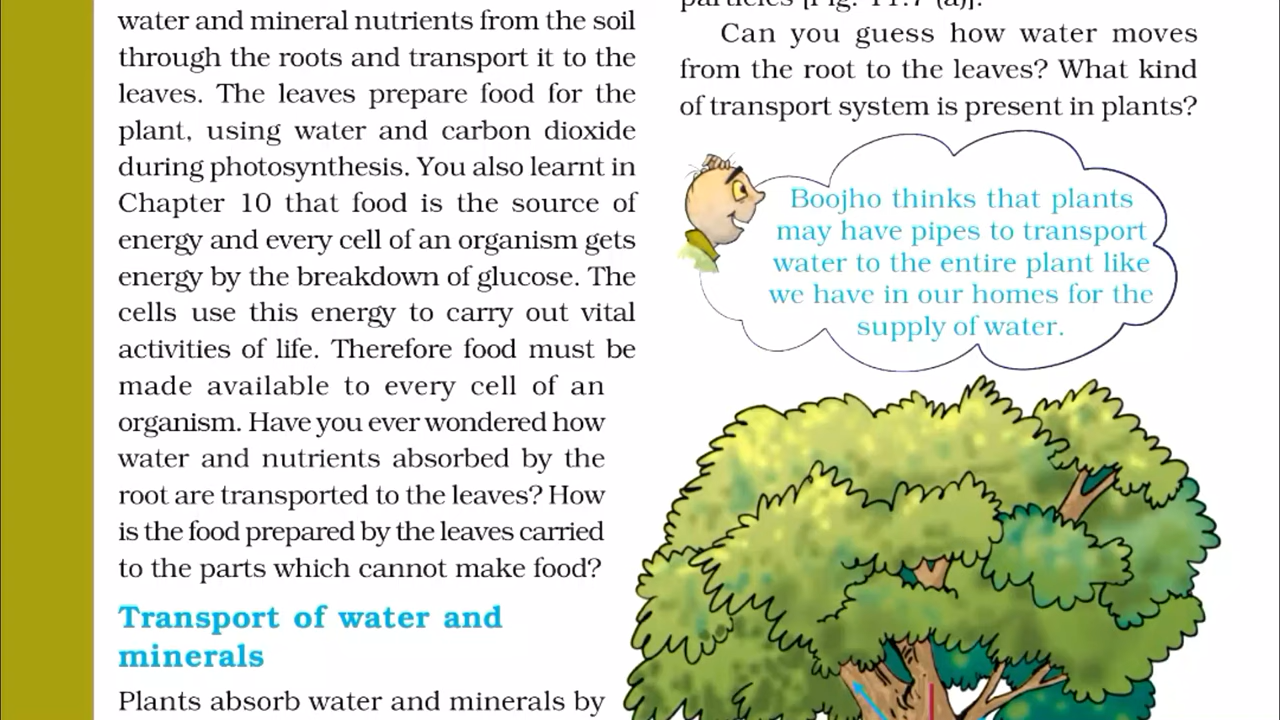 water and mineral nutrients from the soil
through the roots and transport it to the
leaves. The leaves prepare food for the
plant, using water and carbon dioxide
during photosynthesis. You also learnt in
Chapter 10 that food is the source of
energy and every cell of an organism gets
energy by the breakdown of glucose. The
cells use this energy to carry out vital
activities of life. Therefore food must be
made available to every cell of an
organism. Have you ever wondered how
water and nutrients absorbed by the
root are transported to the leaves? How
is the food prepared by the leaves carried
to the parts which cannot make food?
Transport of water and
minerals
Plants absorb water and minerals by
particles [Fig. 11.7 (a)].
Can you guess how water moves
from the root to the leaves? What kind
of transport system is present in plants?
Boojho thinks that plants
may have pipes to transport
water to the entire plant like
we have in our homes for the
supply of water.